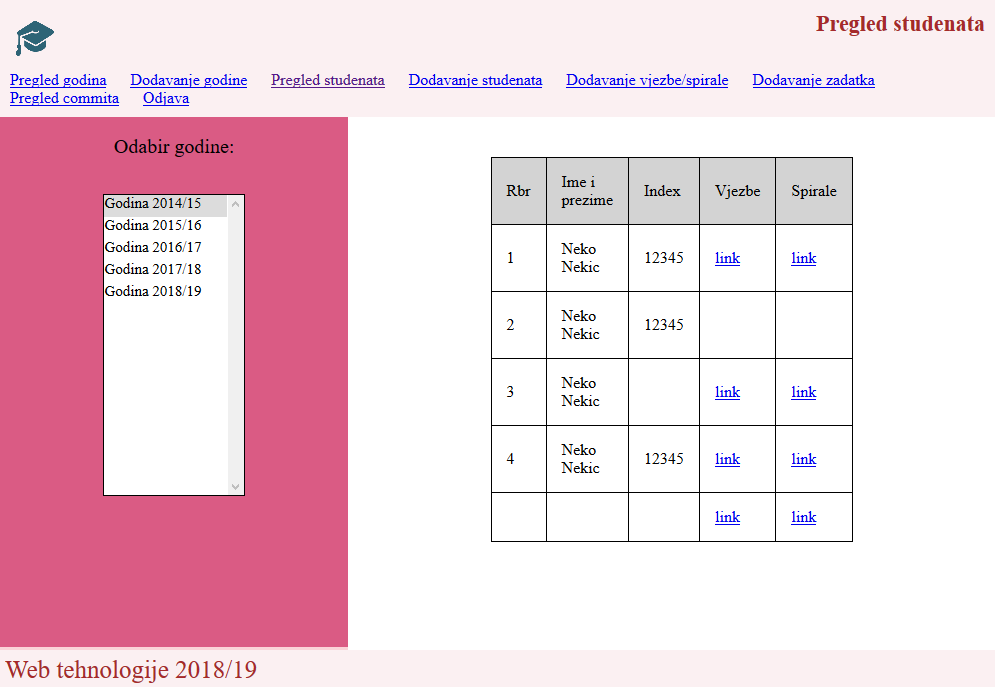 Pregled studenata
Pregled godina Dodavanje godine Pregled studenata Dodavanje studenata Dodavanje vjezbe/spirale Dodavanje zadatka
Pregled commita Odjava
Odabir godine:
Godina 2014/15
Godina 2015/16
Godina 2016/17
Godina 2017/18
Godina 2018/19
Rbr Ime i prezime Index Vjezbe Spirale
1 Neko Nekic 12345 link link
2 Neko Nekic 12345
3 Neko Nekic link link
4 Neko Nekic 12345 link link
link link
Web tehnologije 2018/19